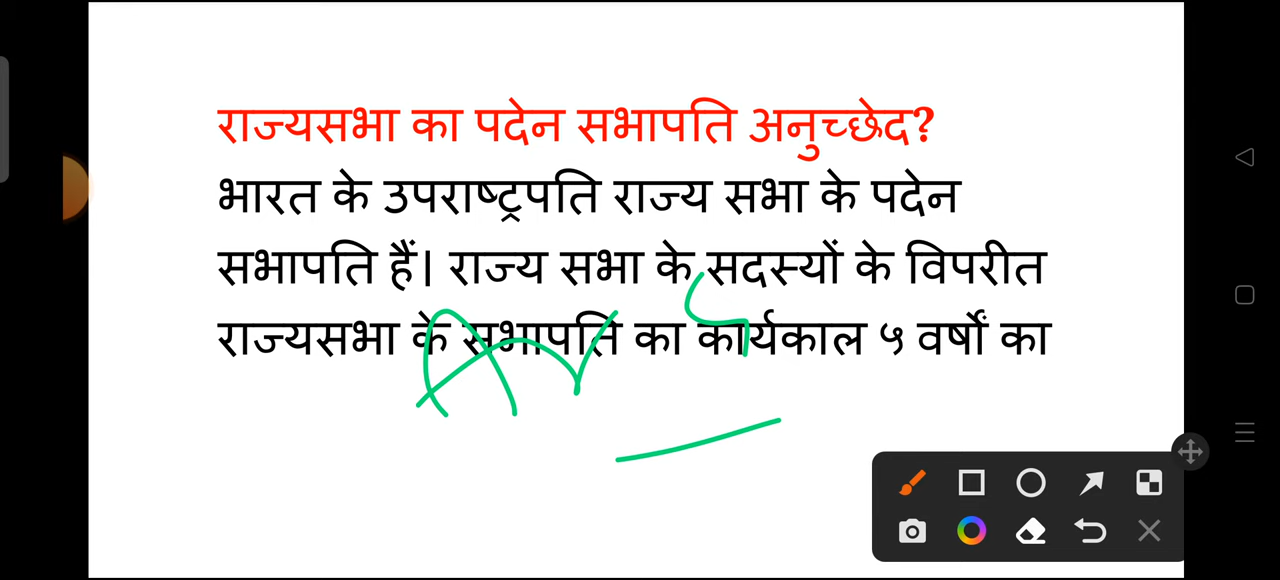 राज्यसभा का पदेन सभापति अनुच्छेद?
भारत के उपराष्ट्रपति राज्य सभा के पदेन
सभापति हैं। राज्य सभा के सदस्यों के विपरीत
राज्यसभा के सभापति का कार्यकाल ५ वर्षों का